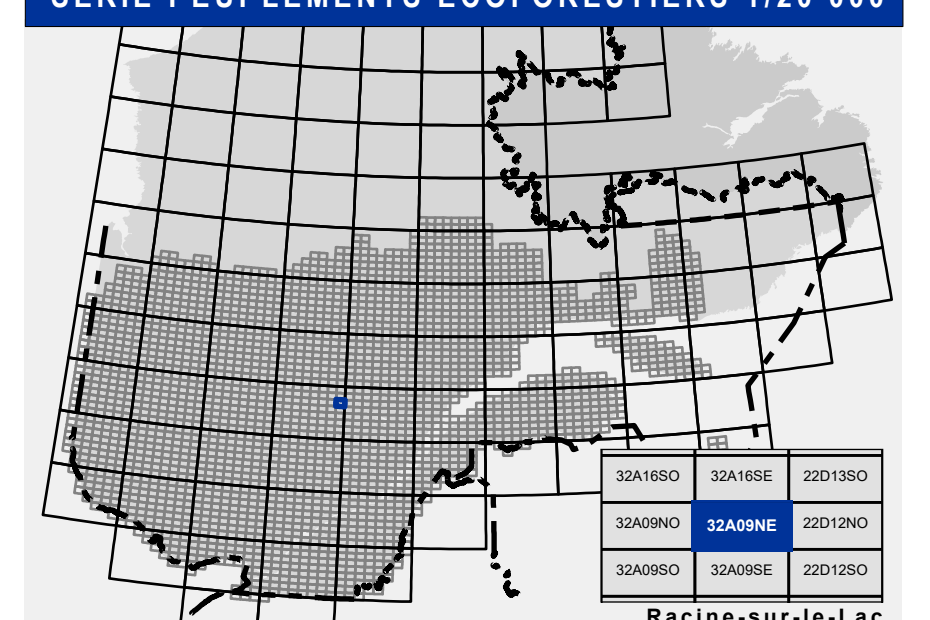 SÉRIE PEUPLEMENTS ÉCOFORESTIERS 1/20 000
32A16SO 32A16SE 22D13SO
32A09NO 32A09NE 22D12NO
32A09SO 32A09SE 22D12SO
Racine-sur-le-Lac